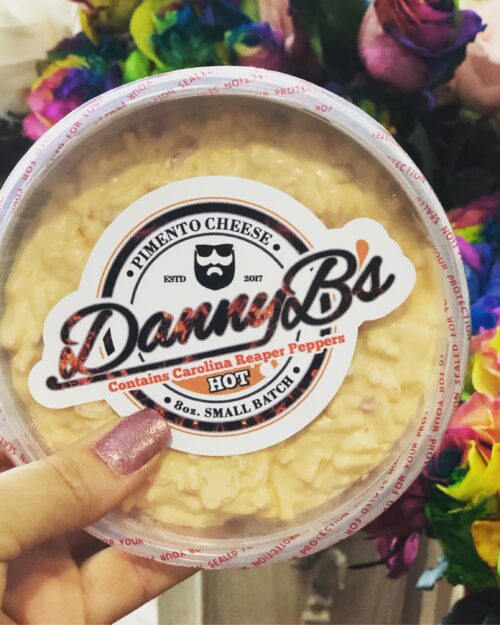 • PIMENTO CHEESE •
ESTD 2017
DannyB's
Contains Carolina Reaper Peppers
HOT
• 8oz. SMALL BATCH •
SEALED FOR YOUR PROTECTION